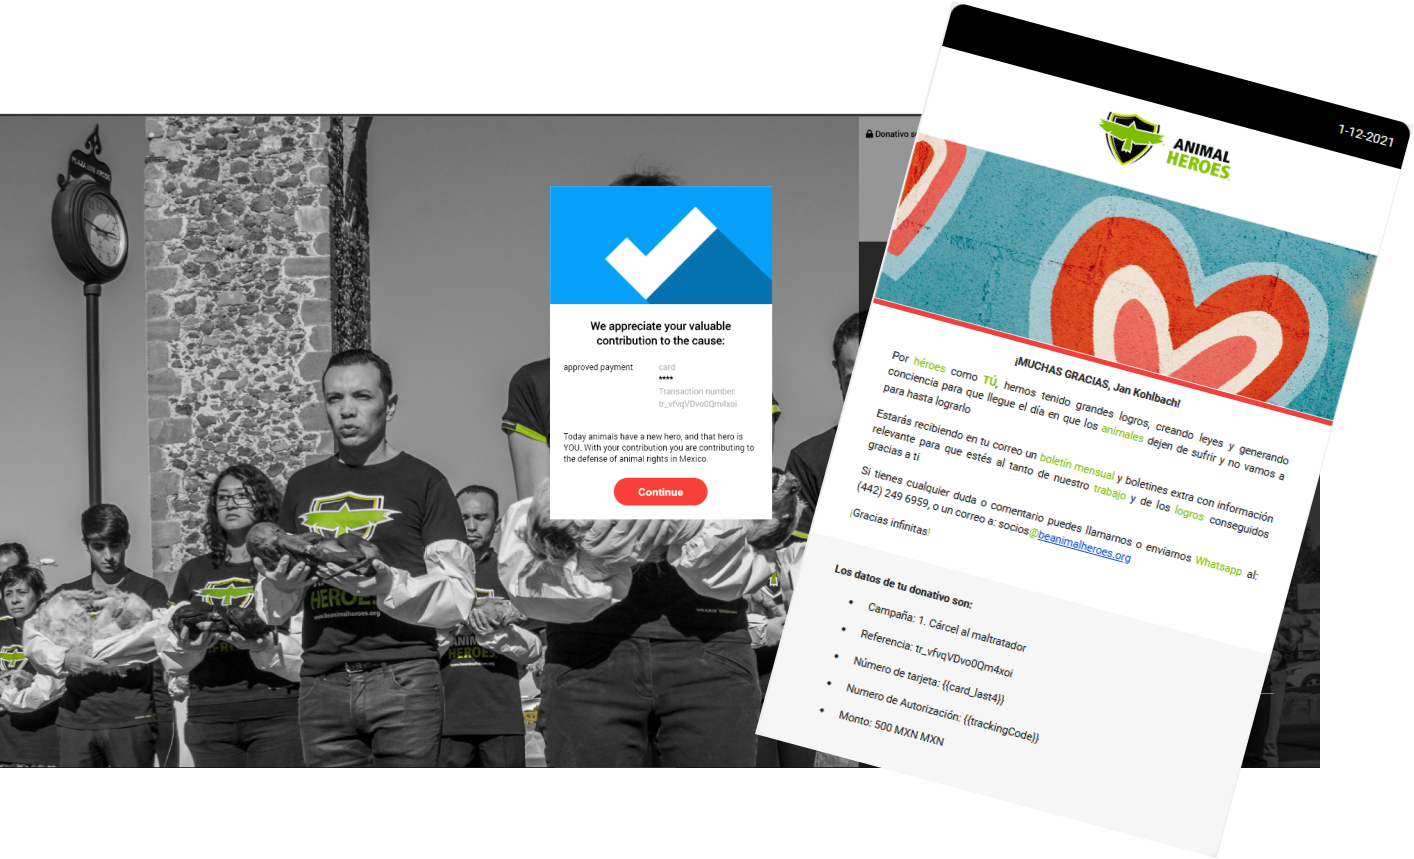 PLAZA LOS ARCOS
HEROES
www.beanimalheroes.org
ANIMAL
HEROES
www.beanimalheroes.org
Donativo
We appreciate your valuable
contribution to the cause:
approved payment
card
****
Transaction number:
tr_vfvqVDvo0Qm4xoi
Today animals have a new hero, and that hero is
YOU. With your contribution you are contributing to
the defense of animal rights in Mexico.
Continue
1-12-2021
ANIMAL
HEROES
¡MUCHAS GRACIAS, Jan Kohlbach!
Por héroes como TÚ, hemos tenido grandes logros, creando leyes y generando
conciencia para que llegue el día en que los animales dejen de sufrir y no vamos a
para hasta lograrlo
Estarás recibiendo en tu correo un boletín mensual y boletines extra con información
relevante para que estés al tanto de nuestro trabajo y de los logros conseguidos
gracias a ti
Si tienes cualquier duda o comentario puedes llamarnos o enviarnos Whatsapp al:
(442) 249 6959, o un correo a: socios@beanimalheroes.org
¡Gracias infinitas!
Los datos de tu donativo son:
• Campaña: 1. Cárcel al maltratador
• Referencia: tr_vfvqVDvo0Qm4xoi
• Número de tarjeta: {{card_last4}}
• Numero de Autorización: {{trackingCode}}
• Monto: 500 MXN MXN